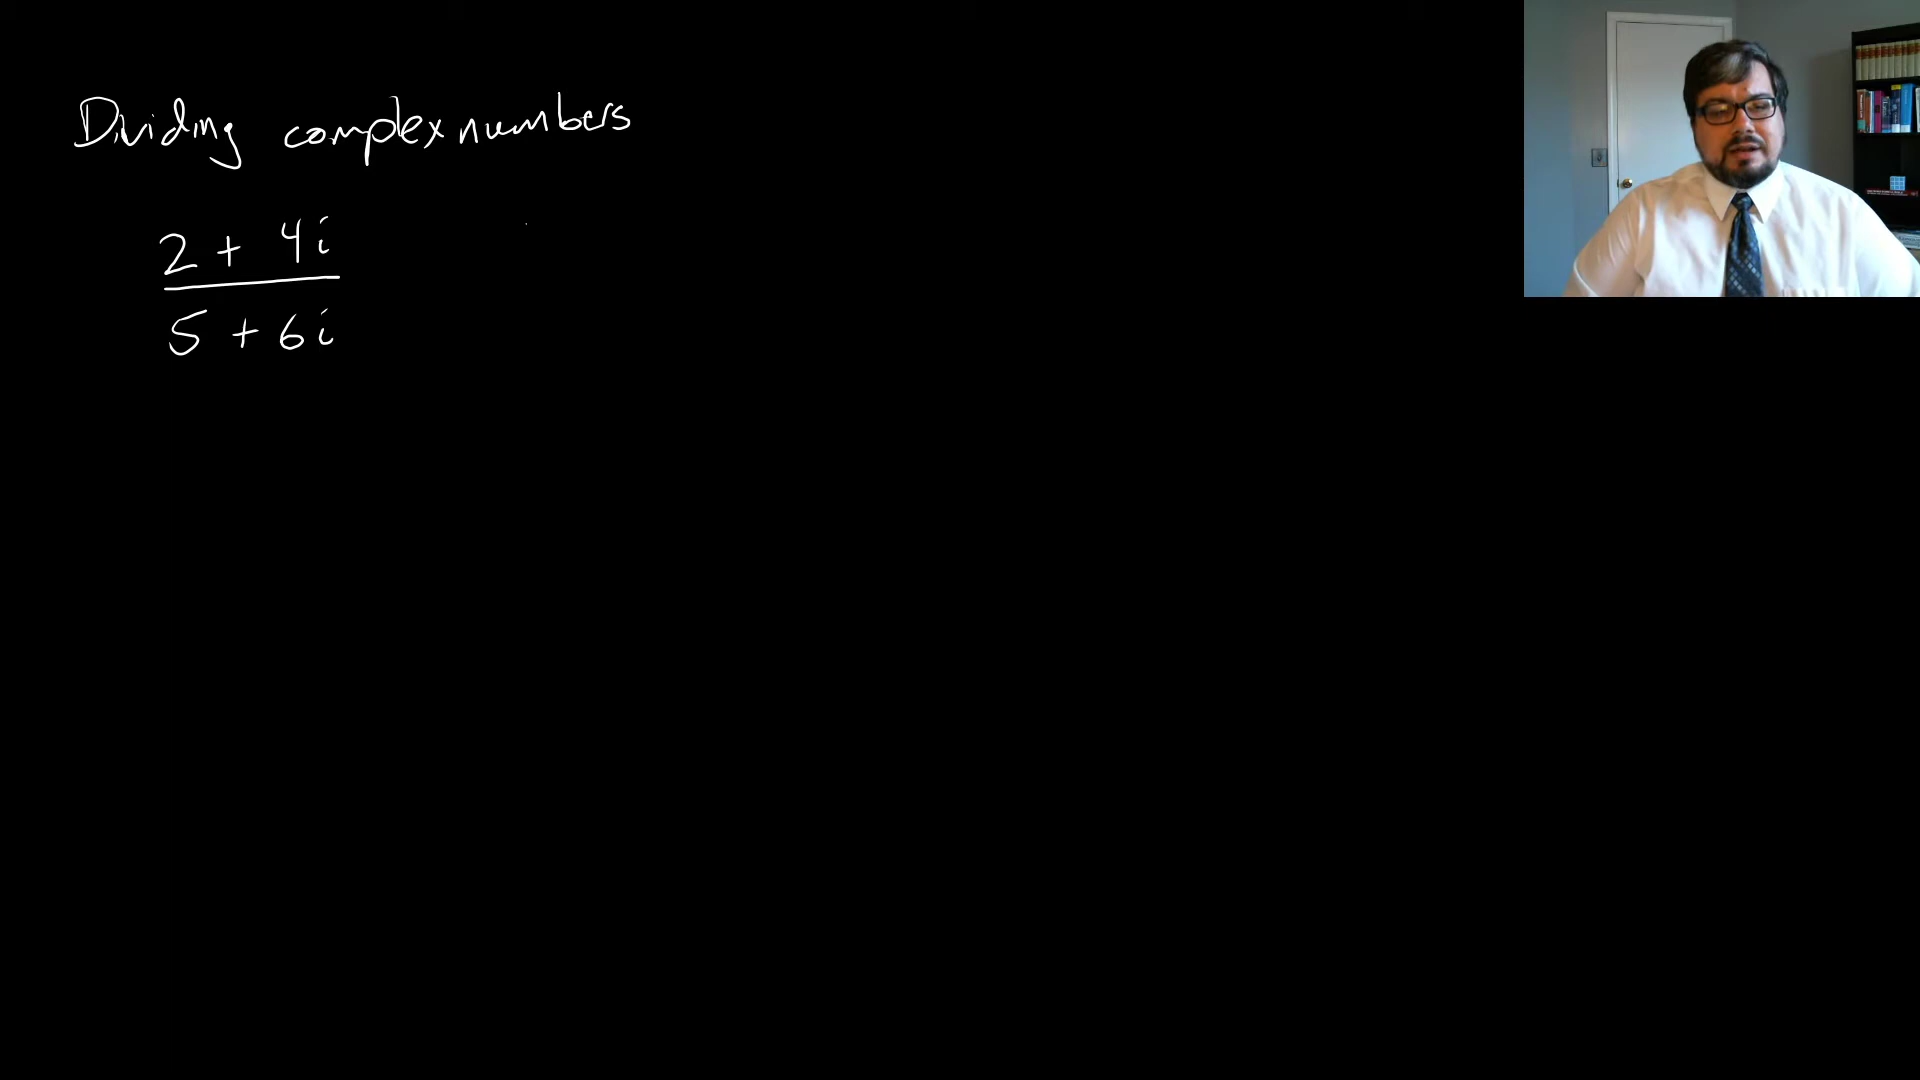 Dividing complex numbers
2 + 4i
5 + 6i